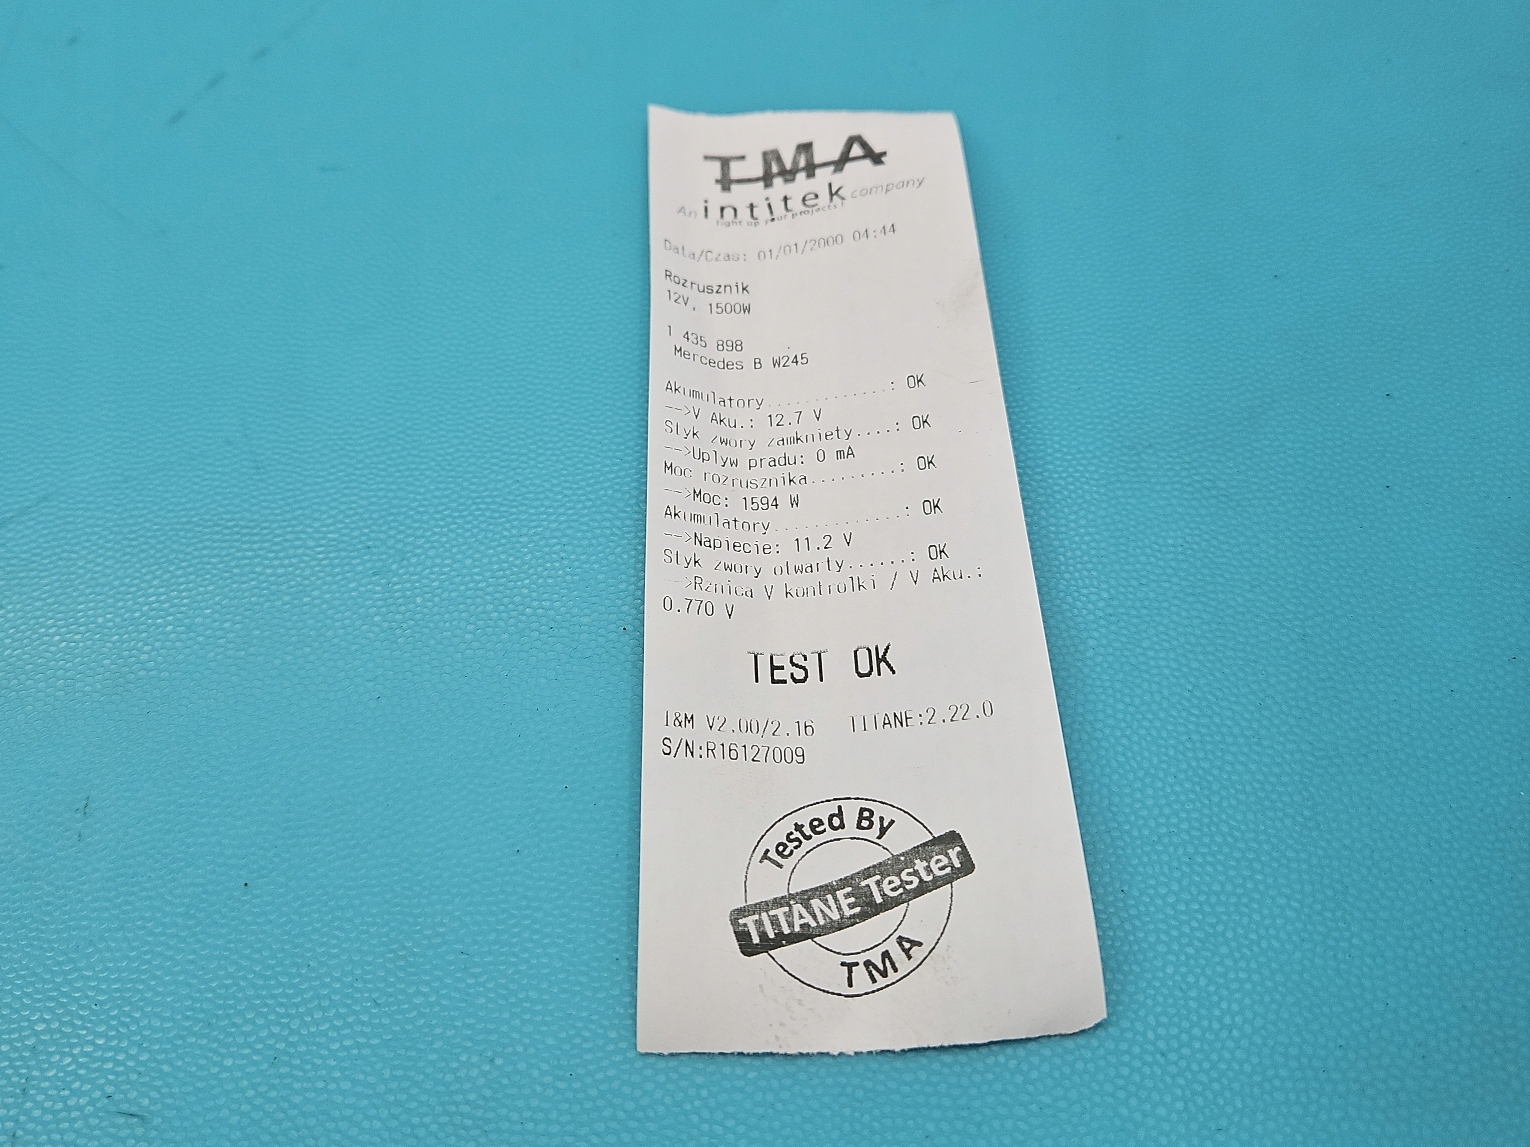 TMA
An intitek company
light up your projects!
Data/Czas: 01/01/2000 04:44
Rozrusznik
12V, 1500W
1 435 898
Mercedes B W245
Akumulatory.............: OK
-->V Aku.: 12.7 V
Styk zwory zamkniety....: OK
-->Uplyw pradu: 0 mA
Moc rozrusznika.........: OK
-->Moc: 1594 W
Akumulatory.............: OK
-->Napiecie: 11.2 V
Styk zwory otwarty......: OK
-->Rznica V kontrolki / V Aku.:
0.770 V
TEST OK
I&M V2.00/2.16 TITANE:2.22.0
S/N:R16127009
Tested By
TITANE Tester
TMA